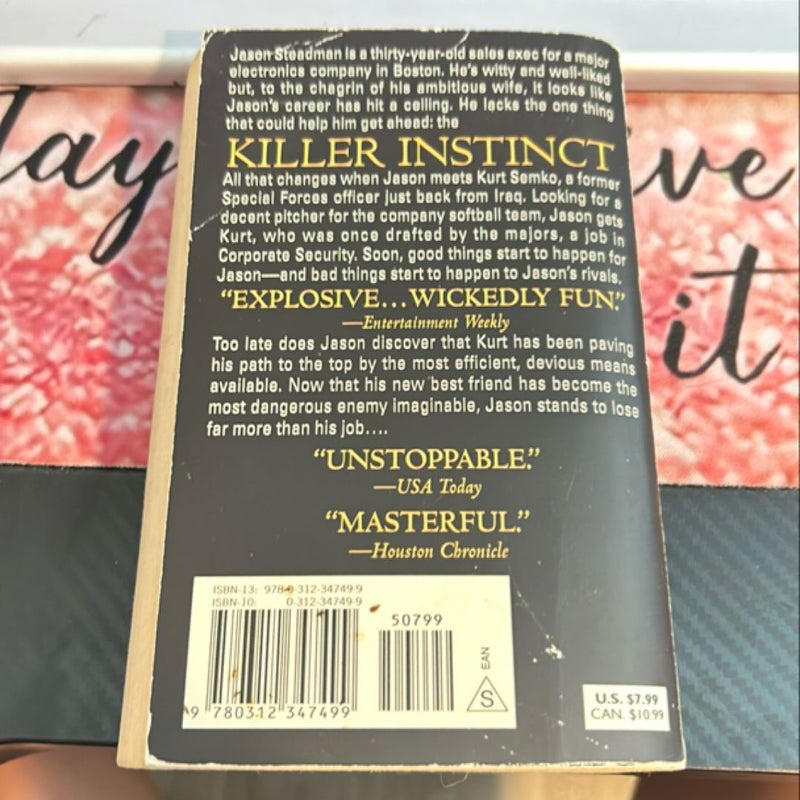 Jason Steadman is a thirty-year-old sales exec for a major
electronics company in Boston. He's witty and well-liked
but, to the chagrin of his ambitious wife, it looks like
Jason's career has hit a ceiling. He lacks the one thing
that could help him get ahead: the
KILLER INSTINCT
All that changes when Jason meets Kurt Semko, a former
Special Forces officer just back from Iraq. Looking for a
decent pitcher for the company softball team, Jason gets
Kurt, who was once drafted by the majors, a job in
Corporate Security. Soon, good things start to happen for
Jason—and bad things start to happen to Jason's rivals.
“EXPLOSIVE...WICKEDLY FUN.”
—Entertainment Weekly
Too late does Jason discover that Kurt has been paving
his path to the top by the most efficient, devious means
available. Now that his new best friend has become the
most dangerous enemy imaginable, Jason stands to lose
far more than his job....
“UNSTOPPABLE.”
—USA Today
“MASTERFUL.”
—Houston Chronicle
ISBN-13: 978-0-312-34749-9
ISBN-10: 0-312-34749-9
50799
EAN
S
9 780312 347499
U.S. $7.99
CAN. $10.99
tay
ive
it